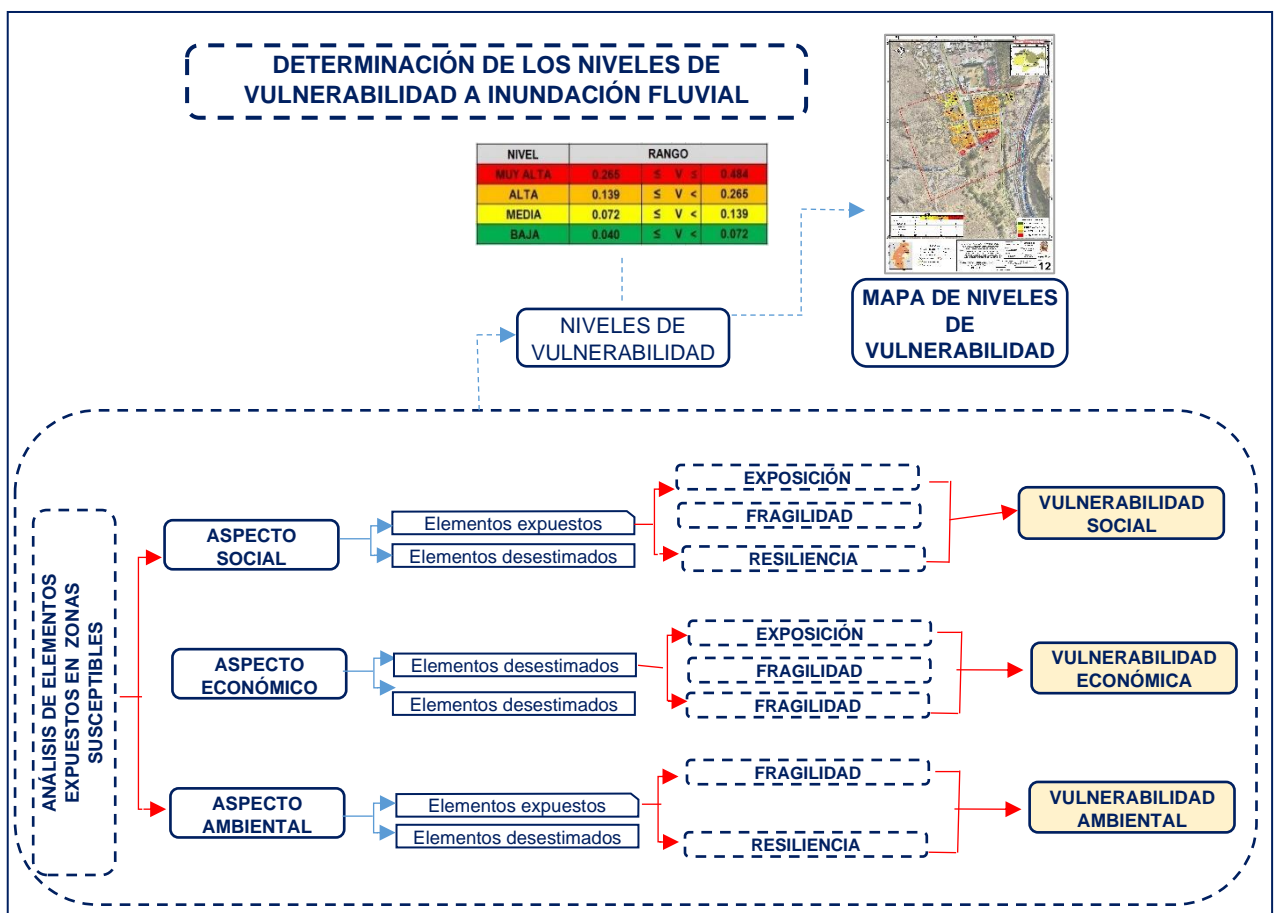 DETERMINACIÓN DE LOS NIVELES DE
VULNERABILIDAD A INUNDACIÓN FLUVIAL
NIVEL RANGO
MUY ALTA 0.265 ≤ V ≤ 0.484
ALTA 0.139 ≤ V < 0.265
MEDIA 0.072 ≤ V < 0.139
BAJA 0.040 ≤ V < 0.072
12
NIVELES DE
VULNERABILIDAD
MAPA DE NIVELES
DE
VULNERABILIDAD
ANÁLISIS DE ELEMENTOS
EXPUESTOS EN ZONAS
SUSCEPTIBLES
ASPECTO
SOCIAL
Elementos expuestos
Elementos desestimados
EXPOSICIÓN
FRAGILIDAD
RESILIENCIA
VULNERABILIDAD
SOCIAL
ASPECTO
ECONÓMICO
Elementos desestimados
Elementos desestimados
EXPOSICIÓN
FRAGILIDAD
FRAGILIDAD
VULNERABILIDAD
ECONÓMICA
ASPECTO
AMBIENTAL
Elementos expuestos
Elementos desestimados
FRAGILIDAD
RESILIENCIA
VULNERABILIDAD
AMBIENTAL